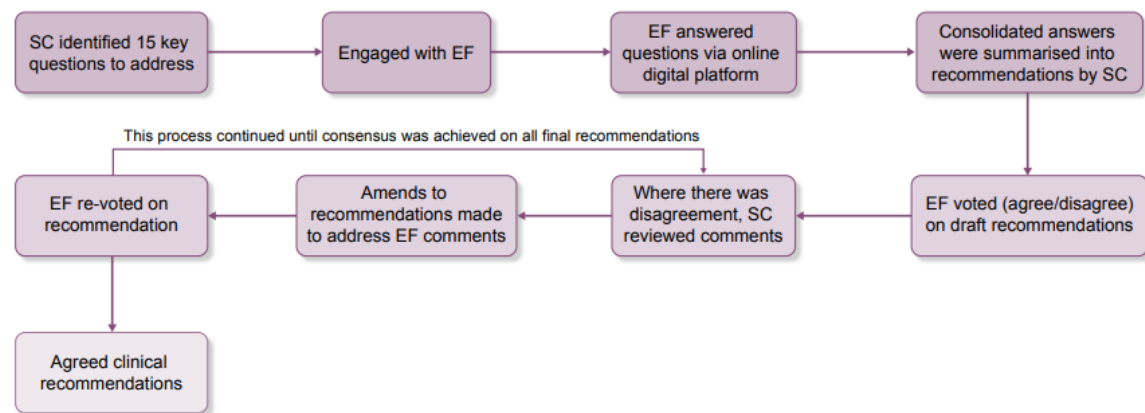 SC identified 15 key
questions to address
Engaged with EF
EF answered
questions via online
digital platform
Consolidated answers
were summarised into
recommendations by SC
This process continued until consensus was achieved on all final recommendations
EF re-voted on
recommendation
Amends to
recommendations made
to address EF comments
Where there was
disagreement, SC
reviewed comments
EF voted (agree/disagree)
on draft recommendations
Agreed clinical
recommendations